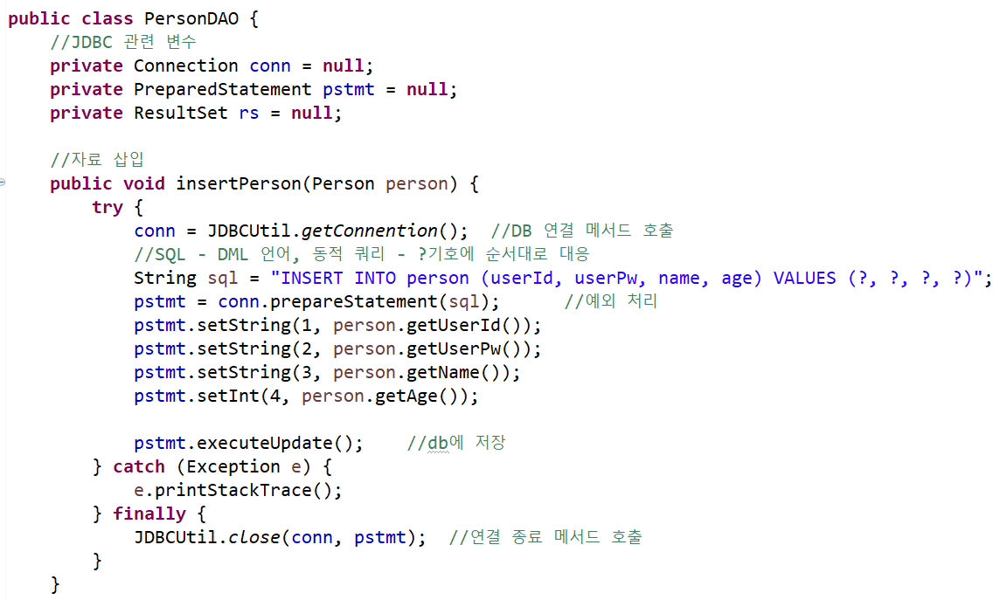 public class PersonDAO {
//JDBC 관련 변수
private Connection conn = null;
private PreparedStatement pstmt = null;
private ResultSet rs = null;
//자료 삽입
public void insertPerson(Person person) {
try {
conn = JDBCUtil.getConnention();  //DB 연결 메서드 호출
//SQL - DML 언어, 동적 쿼리 - ?기호에 순서대로 대응
String sql = "INSERT INTO person (userId, userPw, name, age) VALUES (?, ?, ?, ?)";
pstmt = conn.prepareStatement(sql);      //예외 처리
pstmt.setString(1, person.getUserId());
pstmt.setString(2, person.getUserPw());
pstmt.setString(3, person.getName());
pstmt.setInt(4, person.getAge());
pstmt.executeUpdate();    //db에 저장
} catch (Exception e) {
e.printStackTrace();
} finally {
JDBCUtil.close(conn, pstmt);  //연결 종료 메서드 호출
}
}